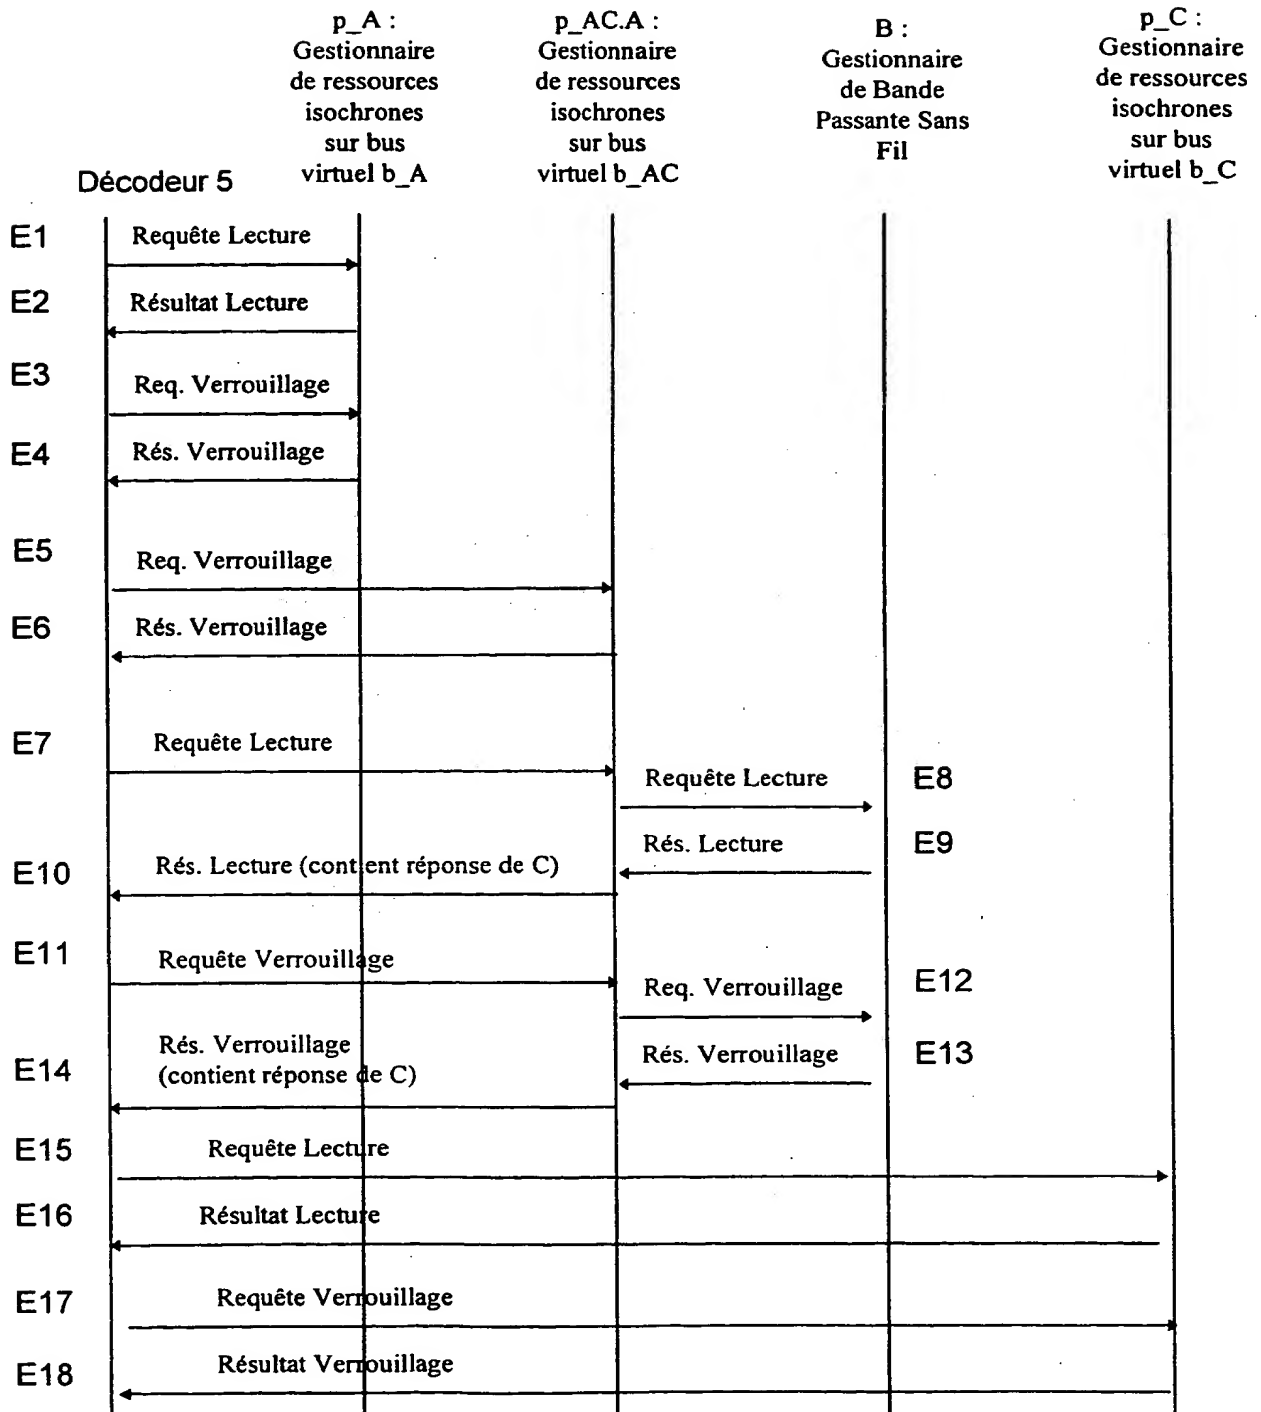 p_A :
Gestionnaire
de ressources
isochrones
sur bus
virtuel b_A
p_AC.A :
Gestionnaire
de ressources
isochrones
sur bus
virtuel b_AC
B :
Gestionnaire
de Bande
Passante Sans
Fil
p_C :
Gestionnaire
de ressources
isochrones
sur bus
virtuel b_C
Décodeur 5
E1 Requête Lecture
E2 Résultat Lecture
E3 Req. Verrouillage
E4 Rés. Verrouillage
E5 Req. Verrouillage
E6 Rés. Verrouillage
E7 Requête Lecture
Requête Lecture E8
Rés. Lecture E9
E10 Rés. Lecture (contient réponse de C)
E11 Requête Verrouillage
Req. Verrouillage E12
Rés. Verrouillage E13
E14 Rés. Verrouillage
(contient réponse de C)
E15 Requête Lecture
E16 Résultat Lecture
E17 Requête Verrouillage
E18 Résultat Verrouillage